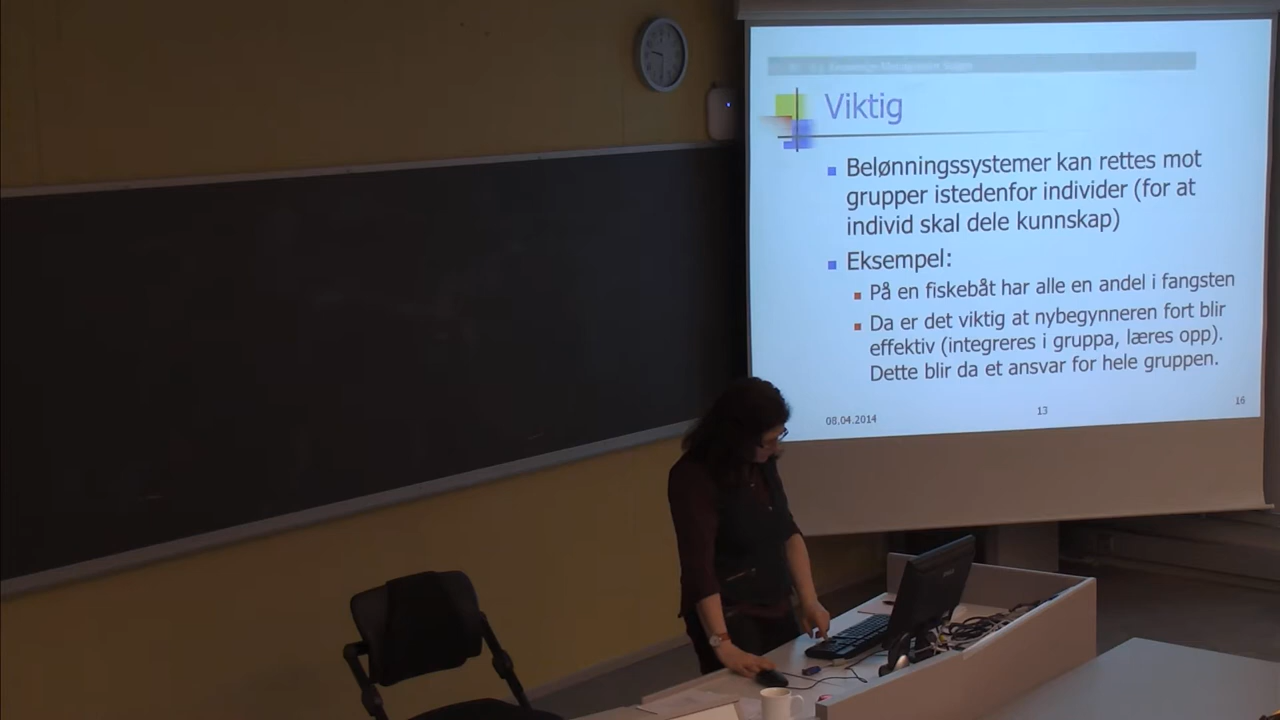 Viktig
Belønningssystemer kan rettes mot
grupper istedenfor individer (for at
individ skal dele kunnskap)
Eksempel:
På en fiskebåt har alle en andel i fangsten
Da er det viktig at nybegynneren fort blir
effektiv (integreres i gruppa, læres opp).
Dette blir da et ansvar for hele gruppen.
08.04.2014
13
16